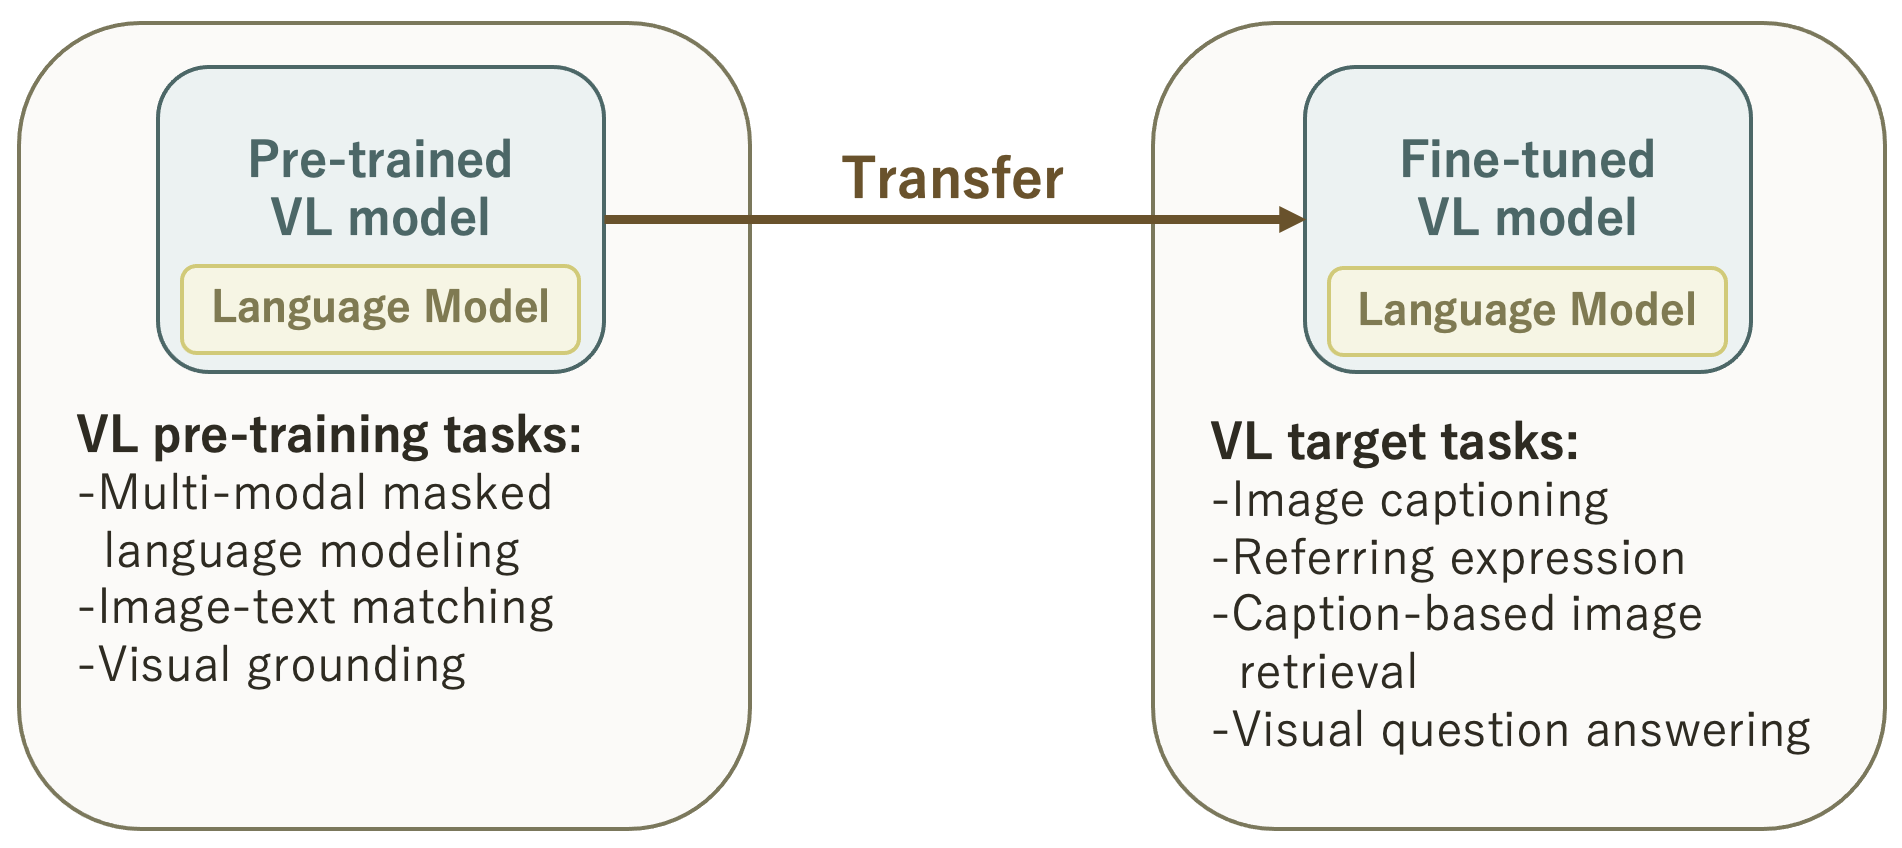 Pre-trained
VL model
Language Model
VL pre-training tasks:
-Multi-modal masked
language modeling
-Image-text matching
-Visual grounding
Transfer
Fine-tuned
VL model
Language Model
VL target tasks:
-Image captioning
-Referring expression
-Caption-based image
retrieval
-Visual question answering